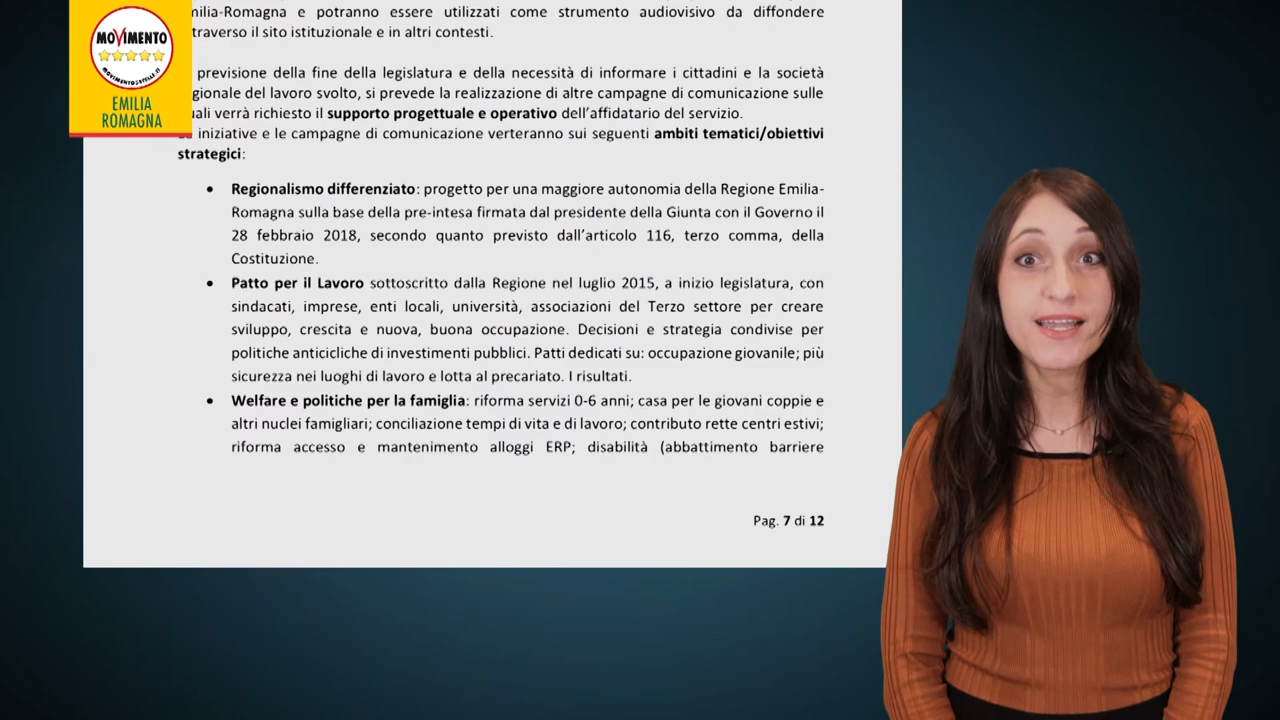 MOVIMENTO
MOVIMENTO5STELLE.IT
EMILIA
ROMAGNA
milia-Romagna e potranno essere utilizzati come strumento audiovisivo da diffondere
traverso il sito istituzionale e in altri contesti.
previsione della fine della legislatura e della necessità di informare i cittadini e la società
gionale del lavoro svolto, si prevede la realizzazione di altre campagne di comunicazione sulle
uali verrà richiesto il supporto progettuale e operativo dell'affidatario del servizio.
iniziative e le campagne di comunicazione verteranno sui seguenti ambiti tematici/obiettivi
strategici:
• Regionalismo differenziato: progetto per una maggiore autonomia della Regione Emilia-
Romagna sulla base della pre-intesa firmata dal presidente della Giunta con il Governo il
28 febbraio 2018, secondo quanto previsto dall'articolo 116, terzo comma, della
Costituzione.
• Patto per il Lavoro sottoscritto dalla Regione nel luglio 2015, a inizio legislatura, con
sindacati, imprese, enti locali, università, associazioni del Terzo settore per creare
sviluppo, crescita e nuova, buona occupazione. Decisioni e strategia condivise per
politiche anticicliche di investimenti pubblici. Patti dedicati su: occupazione giovanile; più
sicurezza nei luoghi di lavoro e lotta al precariato. I risultati.
• Welfare e politiche per la famiglia: riforma servizi 0-6 anni; casa per le giovani coppie e
altri nuclei famigliari; conciliazione tempi di vita e di lavoro; contributo rette centri estivi;
riforma accesso e mantenimento alloggi ERP; disabilità (abbattimento barriere
Pag. 7 di 12